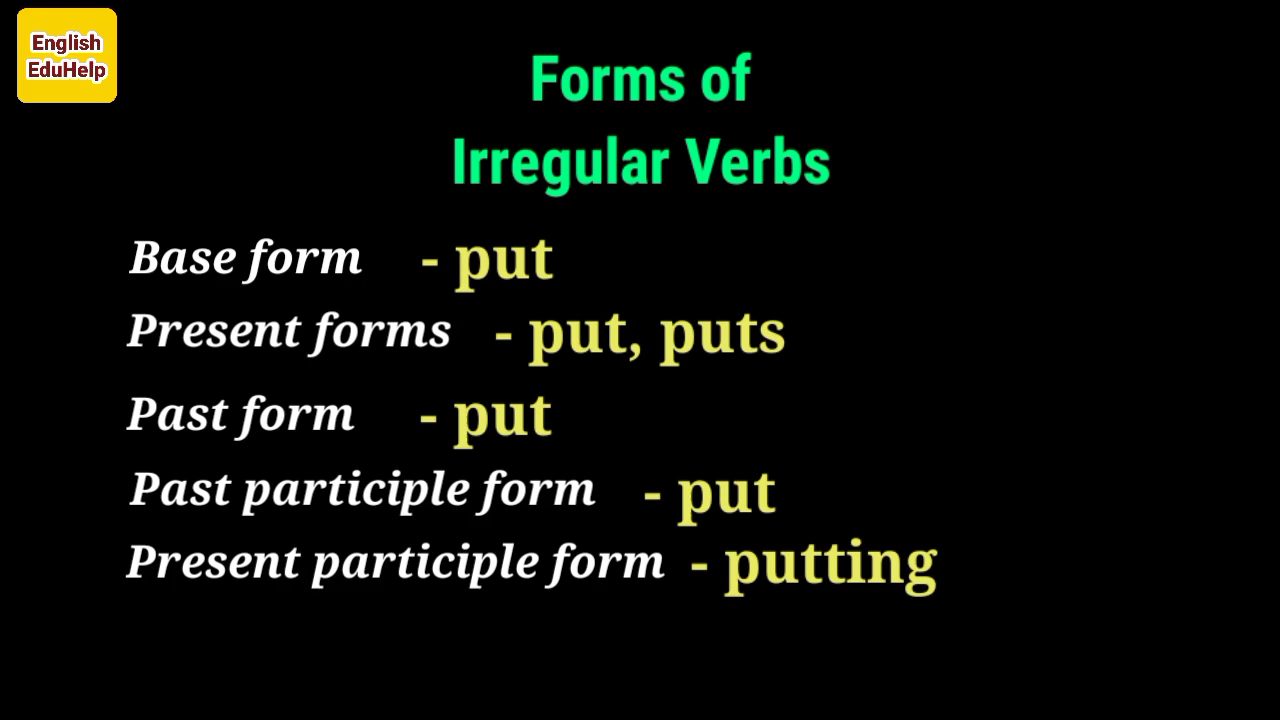 English
EduHelp
Forms of
Irregular Verbs
Base form - put
Present forms - put, puts
Past form - put
Past participle form - put
Present participle form - putting